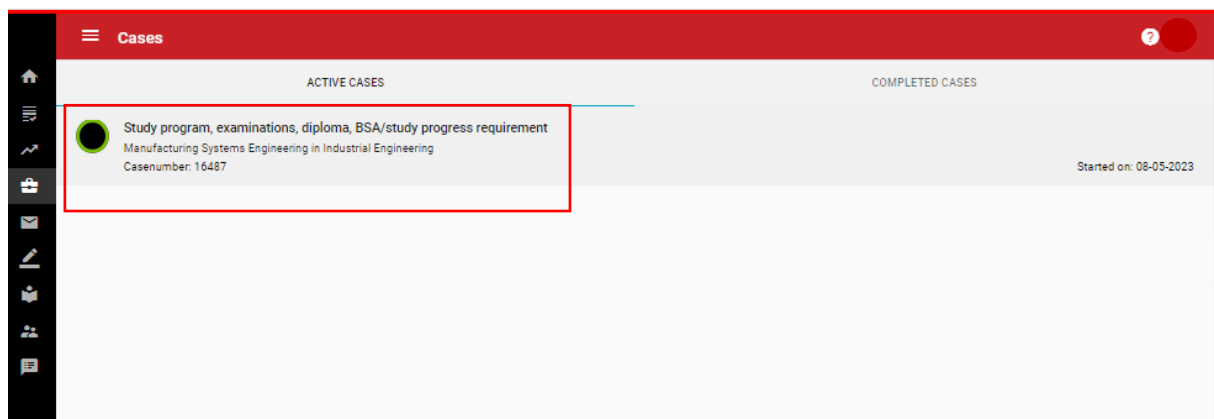 Cases
?
ACTIVE CASES
COMPLETED CASES
Study program, examinations, diploma, BSA/study progress requirement
Manufacturing Systems Engineering in Industrial Engineering
Casenumber: 16487
Started on: 08-05-2023